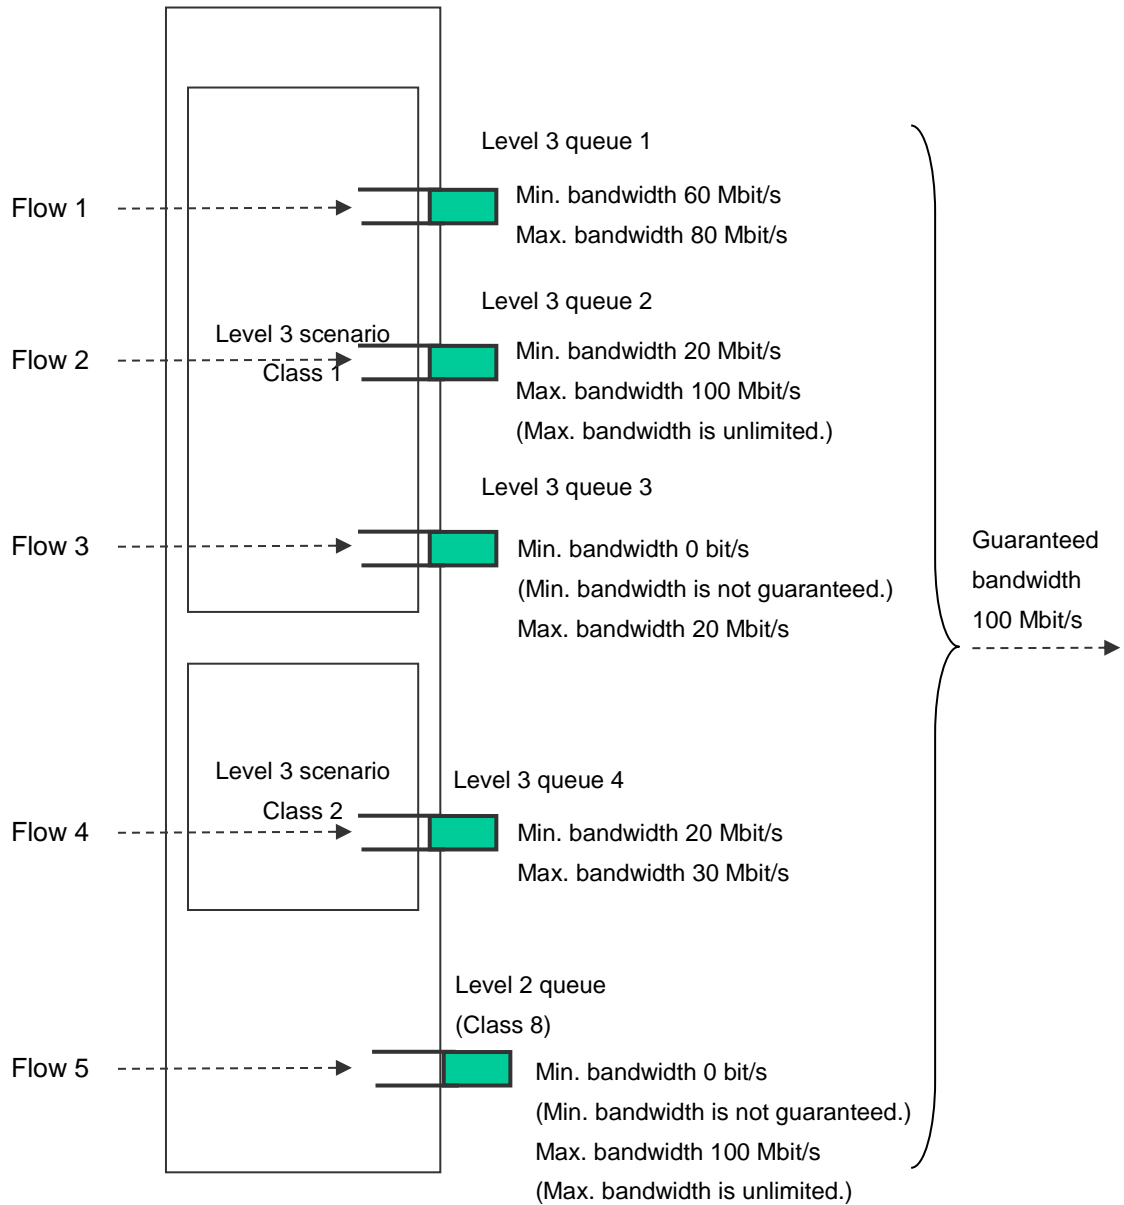 Level 3 queue 1
Flow 1
Min. bandwidth 60 Mbit/s
Max. bandwidth 80 Mbit/s
Level 3 queue 2
Level 3 scenario
Class 1
Flow 2
Min. bandwidth 20 Mbit/s
Max. bandwidth 100 Mbit/s
(Max. bandwidth is unlimited.)
Level 3 queue 3
Flow 3
Min. bandwidth 0 bit/s
(Min. bandwidth is not guaranteed.)
Max. bandwidth 20 Mbit/s
Guaranteed
bandwidth
100 Mbit/s
Level 3 scenario
Class 2
Level 3 queue 4
Flow 4
Min. bandwidth 20 Mbit/s
Max. bandwidth 30 Mbit/s
Level 2 queue
(Class 8)
Flow 5
Min. bandwidth 0 bit/s
(Min. bandwidth is not guaranteed.)
Max. bandwidth 100 Mbit/s
(Max. bandwidth is unlimited.)